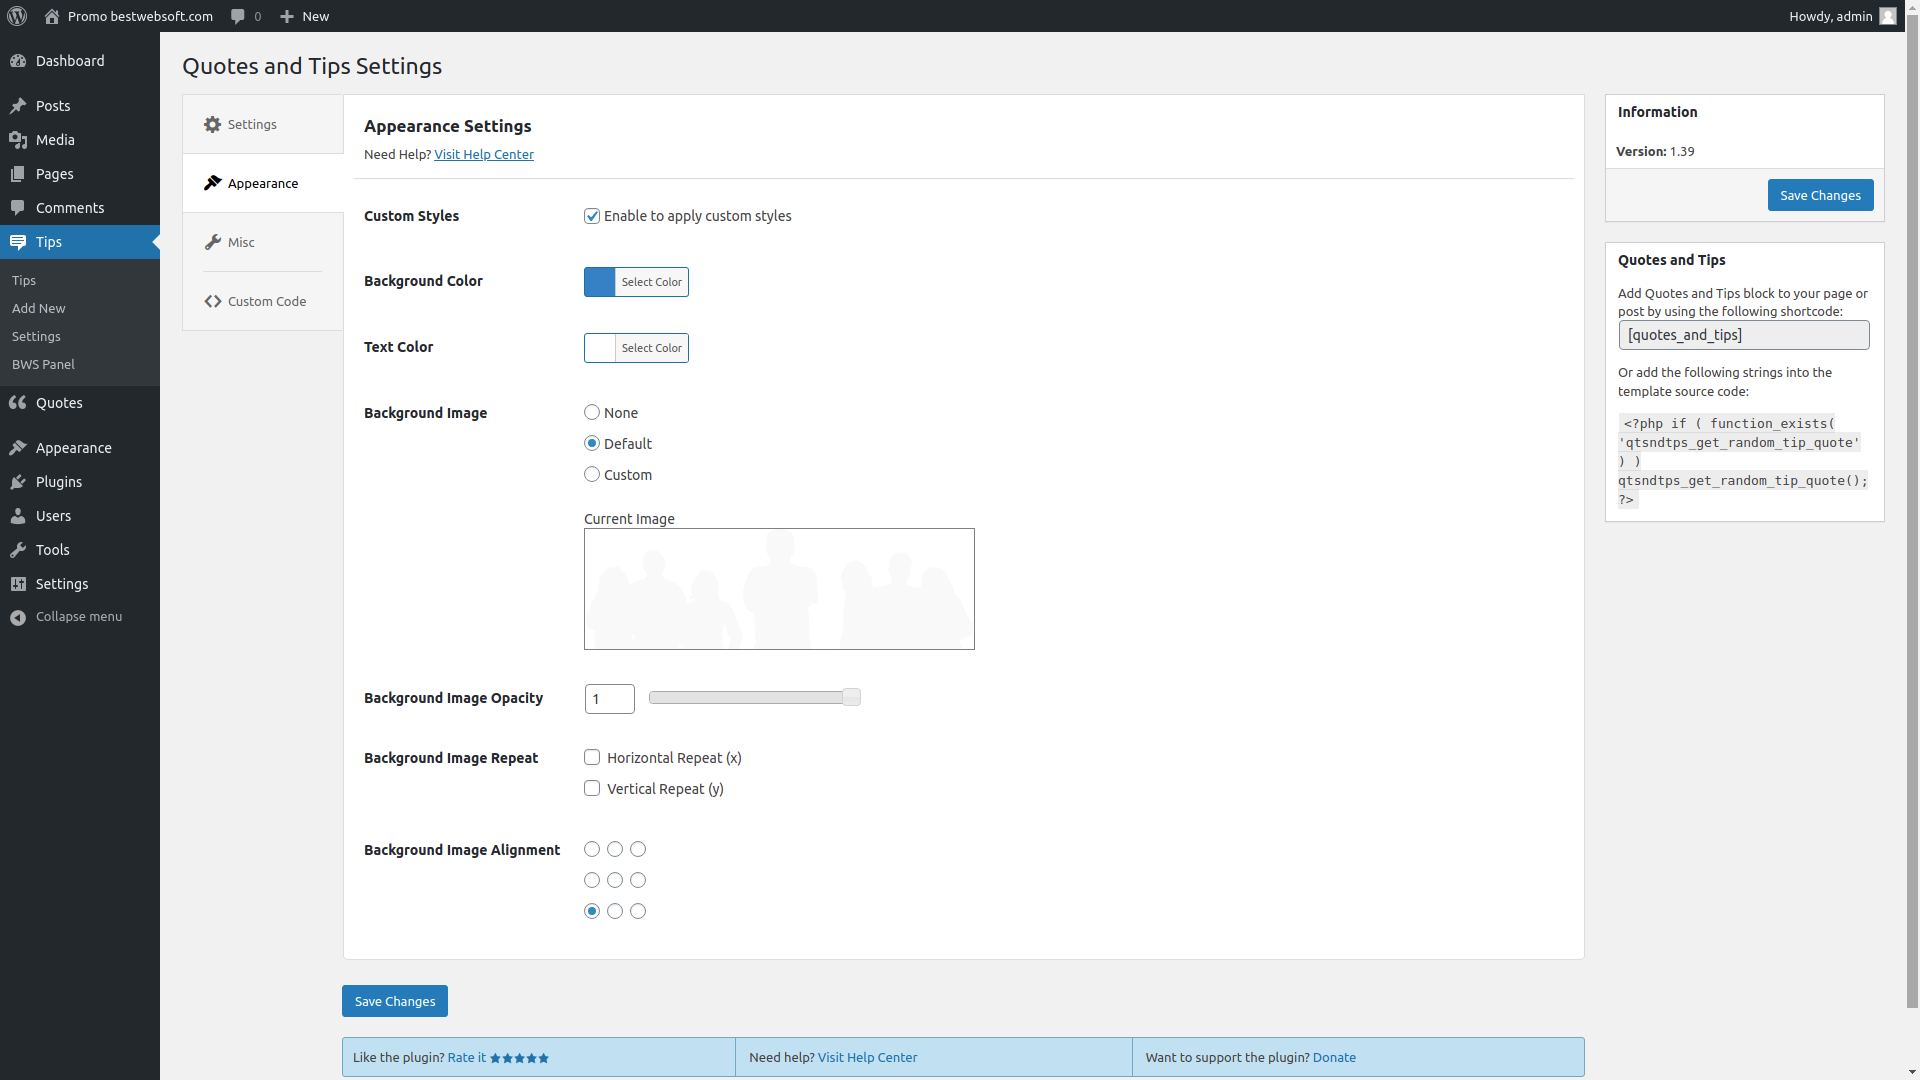 Promo bestwebsoft.com 0 New Howdy, admin
Dashboard
Posts
Media
Pages
Comments
Tips
Tips
Add New
Settings
BWS Panel
Quotes
Appearance
Plugins
Users
Tools
Settings
Collapse menu
Quotes and Tips Settings
Settings
Appearance
Misc
Custom Code
Appearance Settings
Need Help? Visit Help Center
Custom Styles Enable to apply custom styles
Background Color Select Color
Text Color Select Color
Background Image None
Default
Custom
Current Image
Background Image Opacity 1
Background Image Repeat Horizontal Repeat (x)
Vertical Repeat (y)
Background Image Alignment
Save Changes
Like the plugin? Rate it Need help? Visit Help Center Want to support the plugin? Donate
Information
Version: 1.39
Save Changes
Quotes and Tips
Add Quotes and Tips block to your page or
post by using the following shortcode:
[quotes_and_tips]
Or add the following strings into the
template source code:
<?php if ( function_exists(
'qtsndtps_get_random_tip_quote'
) )
qtsndtps_get_random_tip_quote();
?>